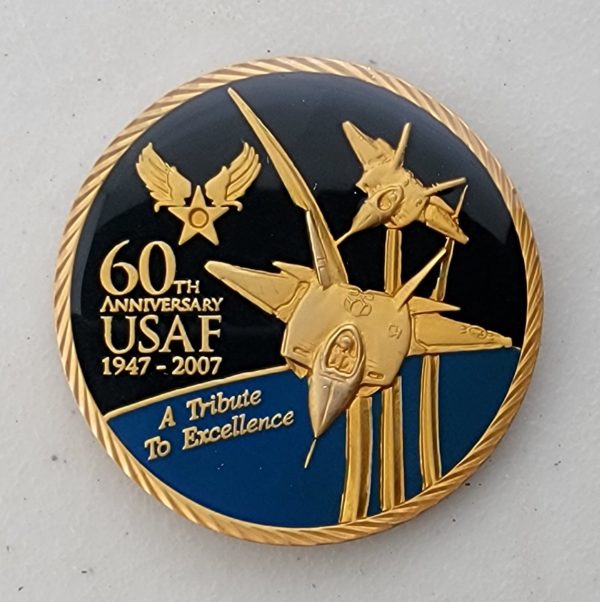 60TH
ANNIVERSARY
USAF
1947 - 2007
A Tribute
To Excellence